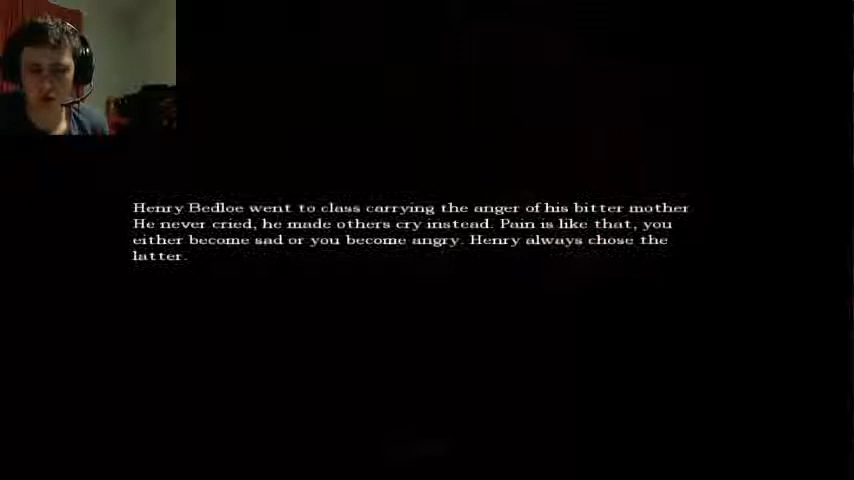 Henry Bedloe went to class carrying the anger of his bitter mother
He never cried, he made others cry instead. Pain is like that, you
either become sad or you become angry. Henry always chose the
latter.